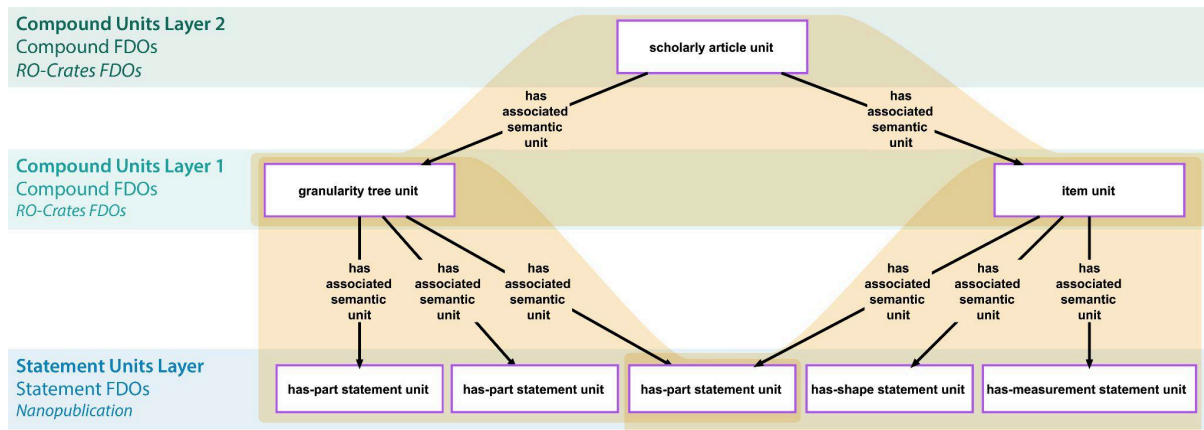 Compound Units Layer 2
Compound FDOs
RO-Crates FDOs
scholarly article unit
has
associated
semantic
unit
has
associated
semantic
unit
Compound Units Layer 1
Compound FDOs
RO-Crates FDOs
granularity tree unit
item unit
has
associated
semantic
unit
has
associated
semantic
unit
has
associated
semantic
unit
has
associated
semantic
unit
has
associated
semantic
unit
has
associated
semantic
unit
Statement Units Layer
Statement FDOs
Nanopublication
has-part statement unit
has-part statement unit
has-part statement unit
has-shape statement unit
has-measurement statement unit